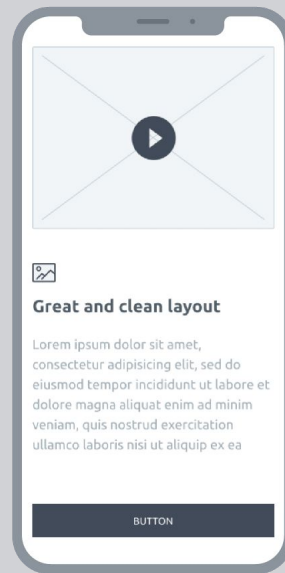 Great and clean layout
Lorem ipsum dolor sit amet,
consectetur adipisicing elit, sed do
eiusmod tempor incididunt ut labore et
dolore magna aliquat enim ad minim
veniam, quis nostrud exercitation
ullamco laboris nisi ut aliquip ex ea
BUTTON